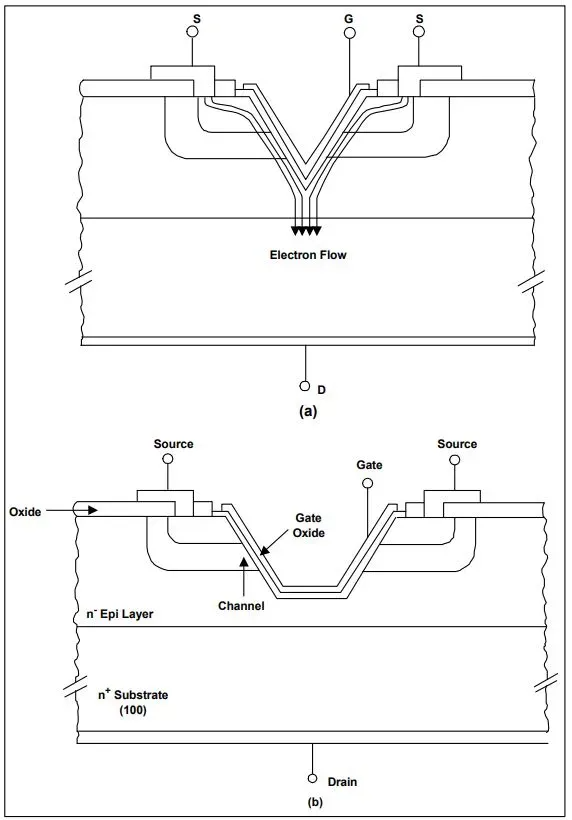 S
G
S
Electron Flow
D
(a)
Source
Source
Gate
Oxide
Gate
Oxide
Channel
n- Epi Layer
n+ Substrate
(100)
Drain
(b)